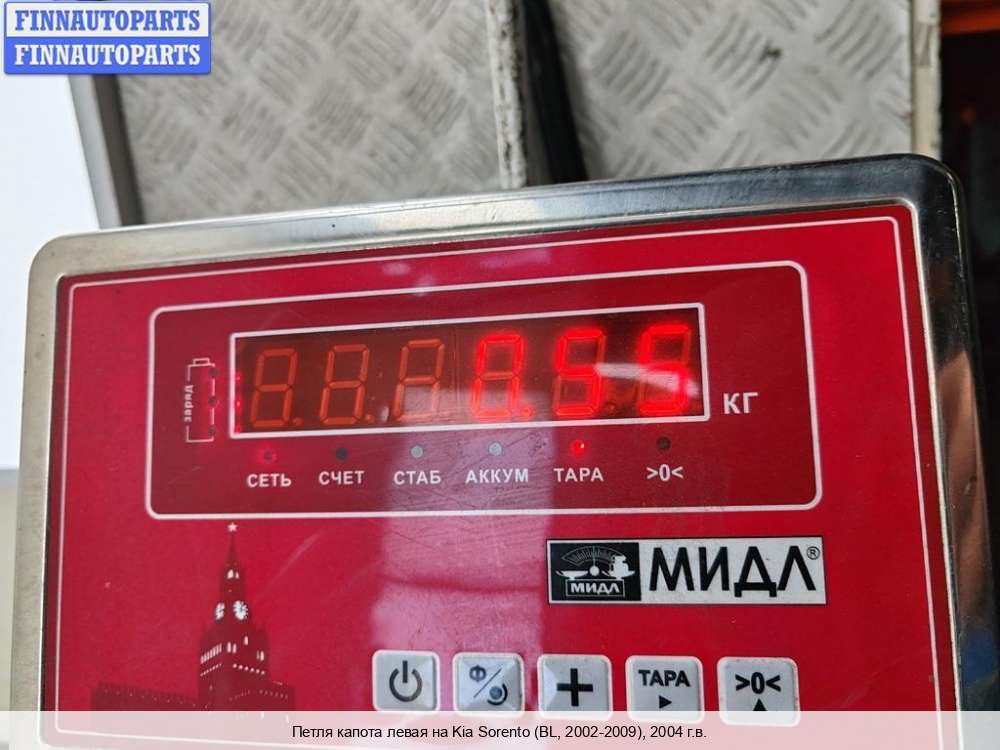 FINNAUTOPARTS
FINNAUTOPARTS
заряд
0.55
КГ
СЕТЬ СЧЕТ СТАБ АККУМ ТАРА >0<
МИДЛ МИДЛ®
Ф
ТАРА >0<
Петля капота левая на Kia Sorento (BL, 2002-2009), 2004 г.в.